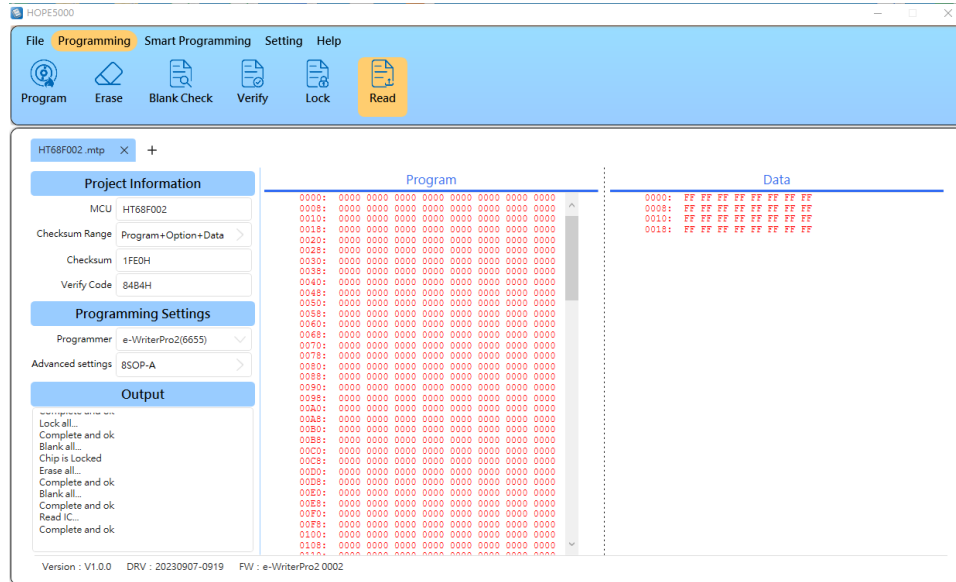 HOPE5000
File Programming Smart Programming Setting Help
Program Erase Blank Check Verify Lock Read
HT68F002 .mtp × +
Project Information
MCU HT68F002
Checksum Range Program+Option+Data
Checksum 1FE0H
Verify Code 84B4H
Programming Settings
Programmer e-WriterPro2(6655)
Advanced settings 8SOP-A
Output
Complete and ok
Lock all...
Complete and ok
Blank all...
Chip is Locked
Erase all...
Complete and ok
Blank all...
Complete and ok
Read IC...
Complete and ok
Program
0000: 0000 0000 0000 0000 0000 0000 0000 0000
0008: 0000 0000 0000 0000 0000 0000 0000 0000
0010: 0000 0000 0000 0000 0000 0000 0000 0000
0018: 0000 0000 0000 0000 0000 0000 0000 0000
0020: 0000 0000 0000 0000 0000 0000 0000 0000
0028: 0000 0000 0000 0000 0000 0000 0000 0000
0030: 0000 0000 0000 0000 0000 0000 0000 0000
0038: 0000 0000 0000 0000 0000 0000 0000 0000
0040: 0000 0000 0000 0000 0000 0000 0000 0000
0048: 0000 0000 0000 0000 0000 0000 0000 0000
0050: 0000 0000 0000 0000 0000 0000 0000 0000
0058: 0000 0000 0000 0000 0000 0000 0000 0000
0060: 0000 0000 0000 0000 0000 0000 0000 0000
0068: 0000 0000 0000 0000 0000 0000 0000 0000
0070: 0000 0000 0000 0000 0000 0000 0000 0000
0078: 0000 0000 0000 0000 0000 0000 0000 0000
0080: 0000 0000 0000 0000 0000 0000 0000 0000
0088: 0000 0000 0000 0000 0000 0000 0000 0000
0090: 0000 0000 0000 0000 0000 0000 0000 0000
0098: 0000 0000 0000 0000 0000 0000 0000 0000
00A0: 0000 0000 0000 0000 0000 0000 0000 0000
00A8: 0000 0000 0000 0000 0000 0000 0000 0000
00B0: 0000 0000 0000 0000 0000 0000 0000 0000
00B8: 0000 0000 0000 0000 0000 0000 0000 0000
00C0: 0000 0000 0000 0000 0000 0000 0000 0000
00C8: 0000 0000 0000 0000 0000 0000 0000 0000
00D0: 0000 0000 0000 0000 0000 0000 0000 0000
00D8: 0000 0000 0000 0000 0000 0000 0000 0000
00E0: 0000 0000 0000 0000 0000 0000 0000 0000
00E8: 0000 0000 0000 0000 0000 0000 0000 0000
00F0: 0000 0000 0000 0000 0000 0000 0000 0000
00F8: 0000 0000 0000 0000 0000 0000 0000 0000
0100: 0000 0000 0000 0000 0000 0000 0000 0000
0108: 0000 0000 0000 0000 0000 0000 0000 0000
Data
0000: FF FF FF FF FF FF FF FF
0008: FF FF FF FF FF FF FF FF
0010: FF FF FF FF FF FF FF FF
0018: FF FF FF FF FF FF FF FF
Version : V1.0.0 DRV : 20230907-0919 FW : e-WriterPro2 0002